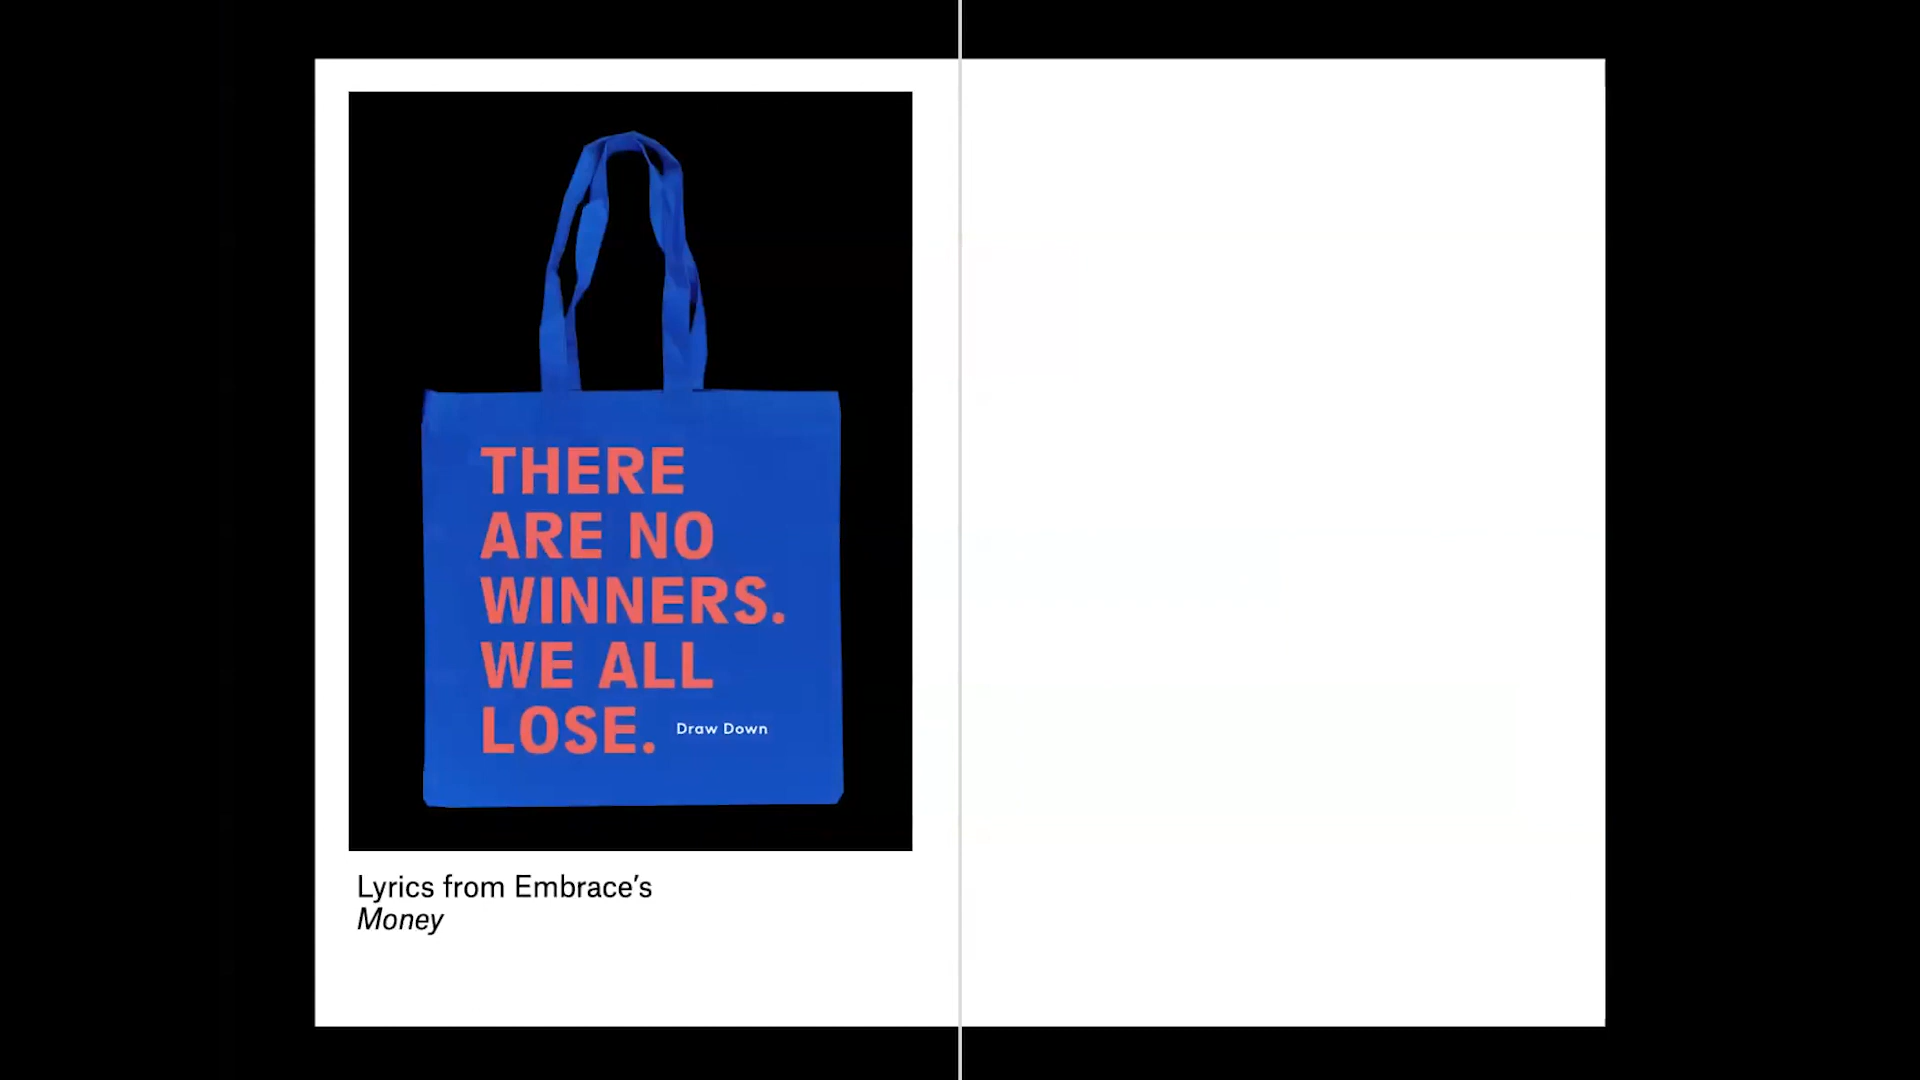 THERE
ARE NO
WINNERS.
WE ALL
LOSE. Draw Down
Lyrics from Embrace’s
Money